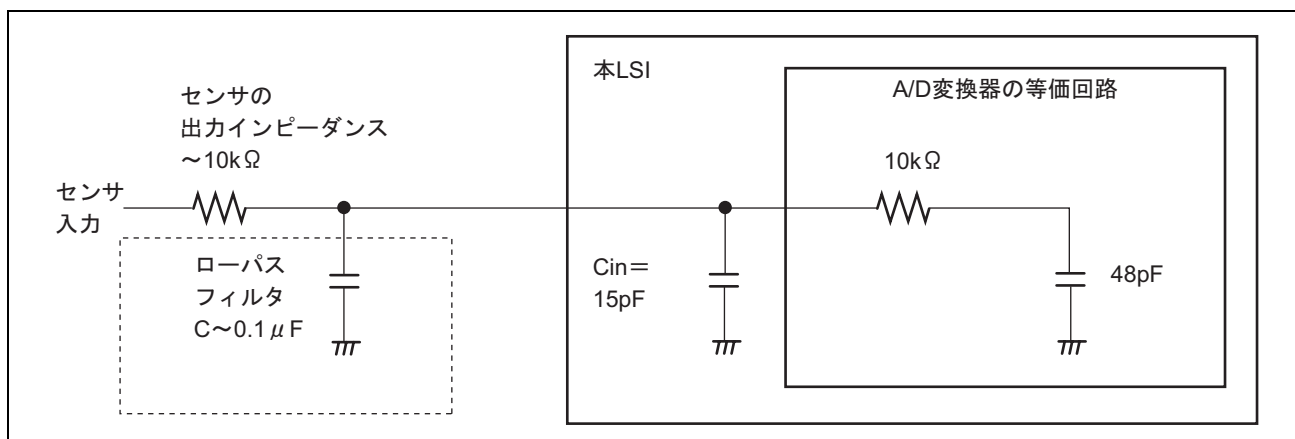 本LSI
A/D変換器の等価回路
センサの
出力インピーダンス
～10kΩ
10kΩ
センサ
入力
ローパス
フィルタ
C～0.1μF
Cin＝
15pF
48pF